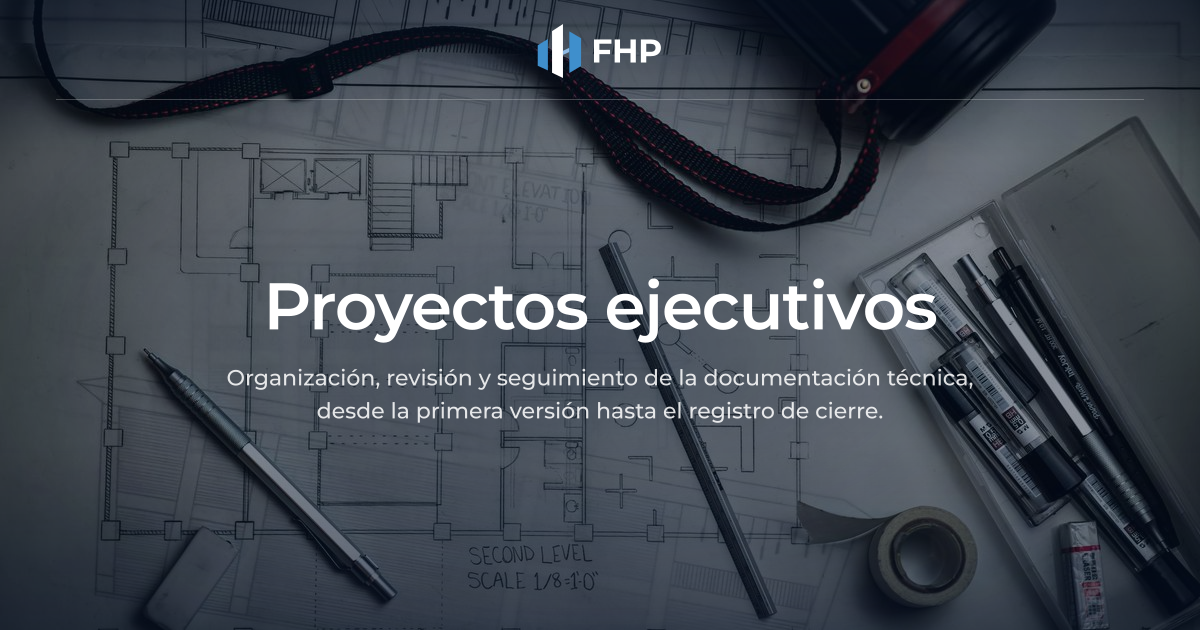 FHP
Proyectos ejecutivos
Organización, revisión y seguimiento de la documentación técnica,
desde la primera versión hasta el registro de cierre.
SECOND LEVEL
SCALE 1/8=1'-0"